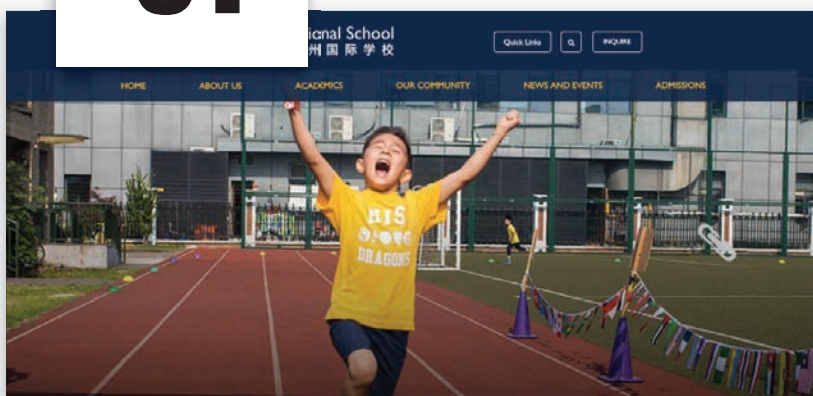 School
州国际学校
Quick Links
INQUIRE
HOME
ABOUT US
ACADEMICS
OUR COMMUNITY
NEWS AND EVENTS
ADMISSIONS
HIS
DRAGONS